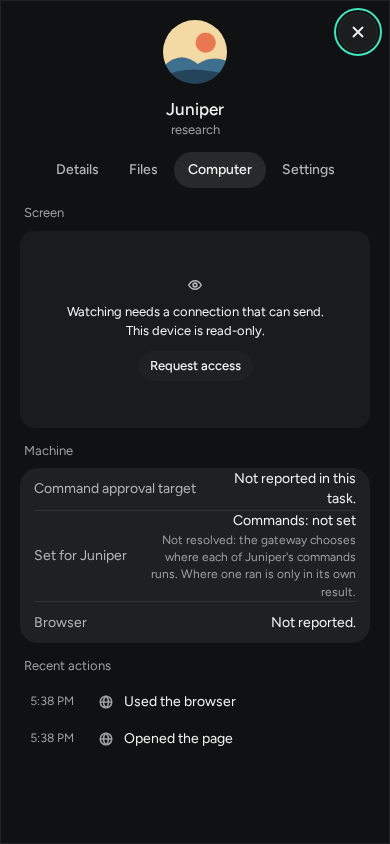 Juniper
research
Details Files Computer Settings
Screen
Watching needs a connection that can send.
This device is read-only.
Request access
Machine
Command approval target Not reported in this
task.
Commands: not set
Set for Juniper Not resolved: the gateway chooses
where each of Juniper's commands
runs. Where one ran is only in its own
result.
Browser Not reported.
Recent actions
5:38 PM Used the browser
5:38 PM Opened the page